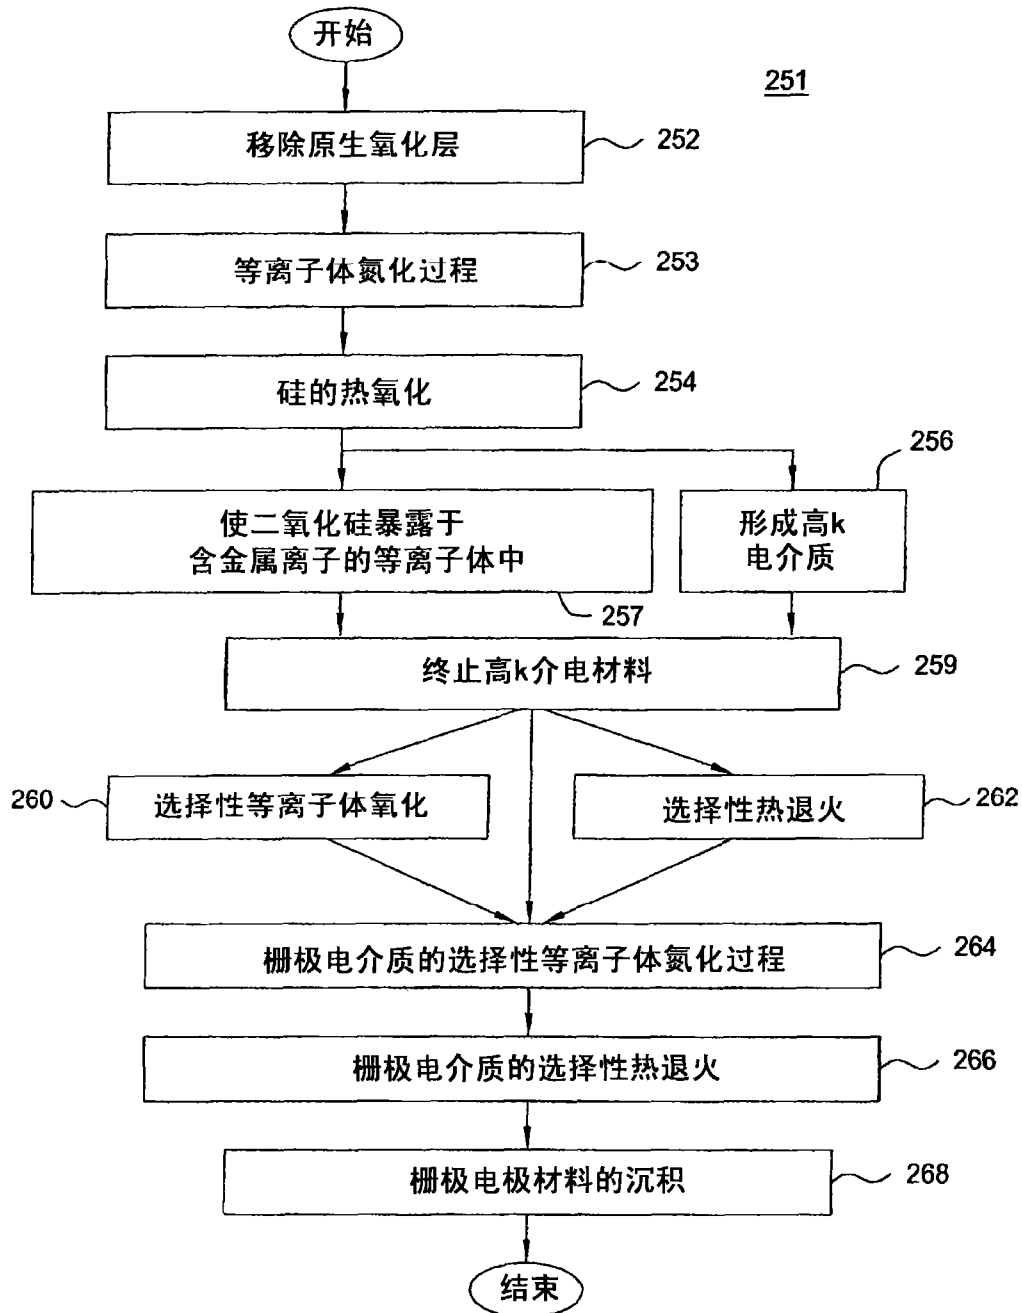 开始
251
移除原生氧化层
252
等离子体氮化过程
253
硅的热氧化
254
256
使二氧化硅暴露于
含金属离子的等离子体中
形成高k
电介质
257
终止高k介电材料
259
260
选择性等离子体氧化
选择性热退火
262
栅极电介质的选择性等离子体氮化过程
264
栅极电介质的选择性热退火
266
栅极电极材料的沉积
268
结束